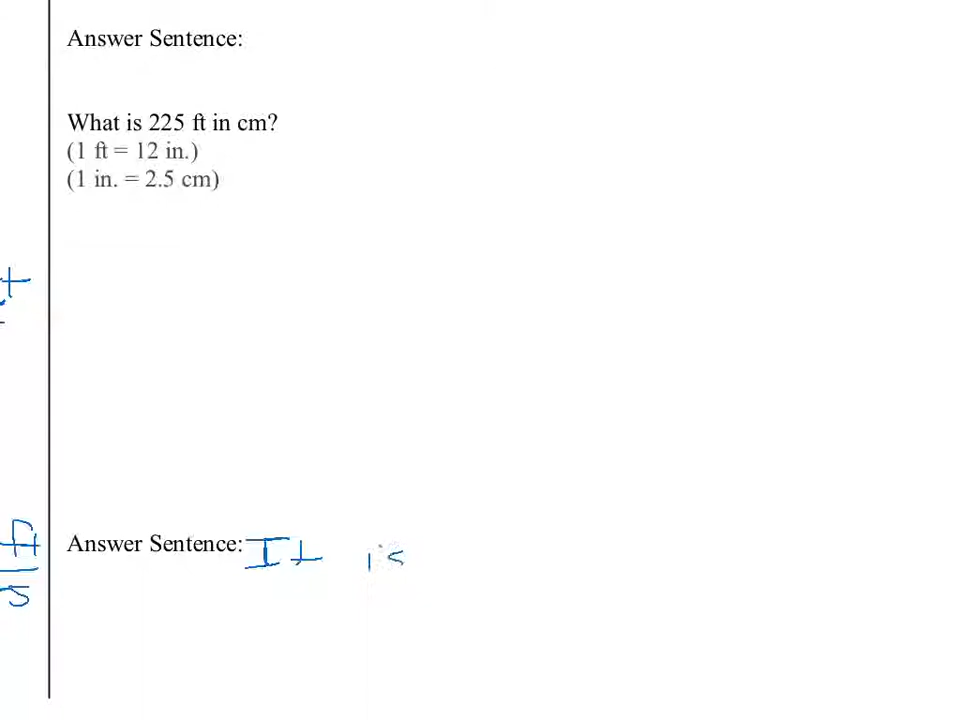 Answer Sentence:
What is 225 ft in cm?
(1 ft = 12 in.)
(1 in. = 2.5 cm)
ft
Answer Sentence: It is